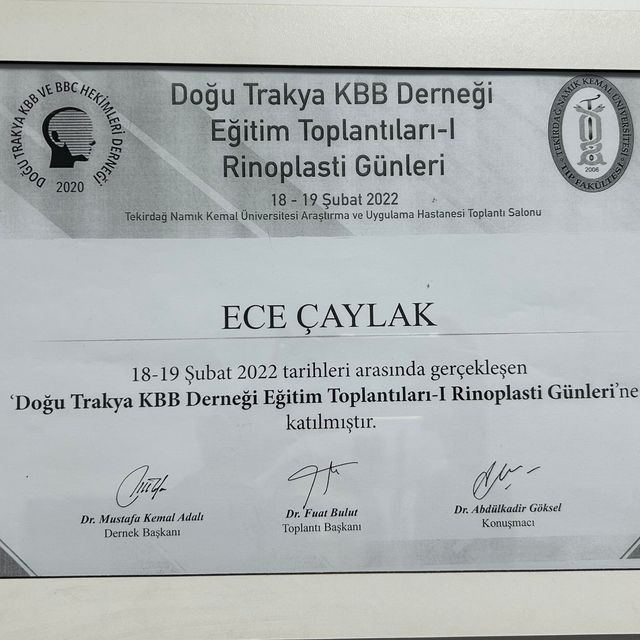 DOĞU TRAKYA KBB VE BBC HEKİMLERİ DERNEĞİ
2020
Doğu Trakya KBB Derneği
Eğitim Toplantıları-I
Rinoplasti Günleri
18 - 19 Şubat 2022
Tekirdağ Namık Kemal Üniversitesi Araştırma ve Uygulama Hastanesi Toplantı Salonu
TEKİRDAĞ NAMIK KEMAL ÜNİVERSİTESİ
TIP FAKÜLTESİ
2006
ECE ÇAYLAK
18-19 Şubat 2022 tarihleri arasında gerçekleşen
'Doğu Trakya KBB Derneği Eğitim Toplantıları-I Rinoplasti Günleri'ne
katılmıştır.
Dr. Mustafa Kemal Adalı
Dernek Başkanı
Dr. Fuat Bulut
Toplantı Başkanı
Dr. Abdülkadir Göksel
Konuşmacı